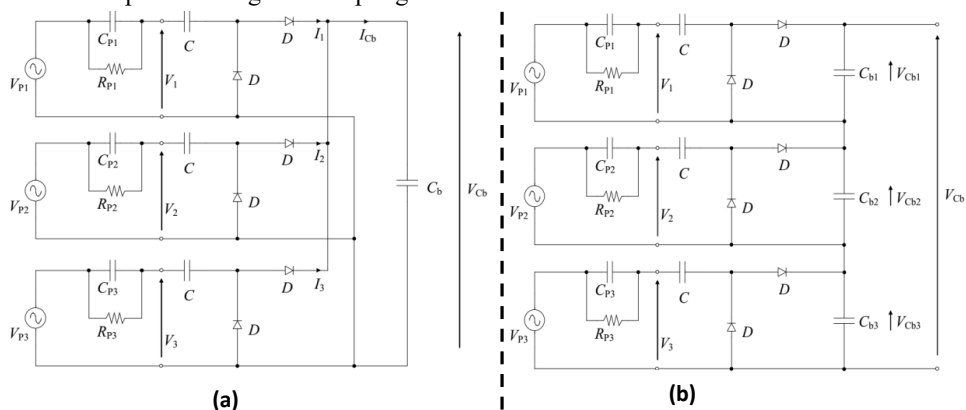 C_P1
R_P1
V_P1
V_1
C
D
D
I_1
I_Cb
C_P2
R_P2
V_P2
V_2
C
D
D
I_2
C_P3
R_P3
V_P3
V_3
C
D
D
I_3
C_b
V_Cb
(a)
C_P1
R_P1
V_P1
V_1
C
D
D
C_b1
V_Cb1
C_P2
R_P2
V_P2
V_2
C
D
D
C_b2
V_Cb2
V_Cb
C_P3
R_P3
V_P3
V_3
C
D
D
C_b3
V_Cb3
(b)